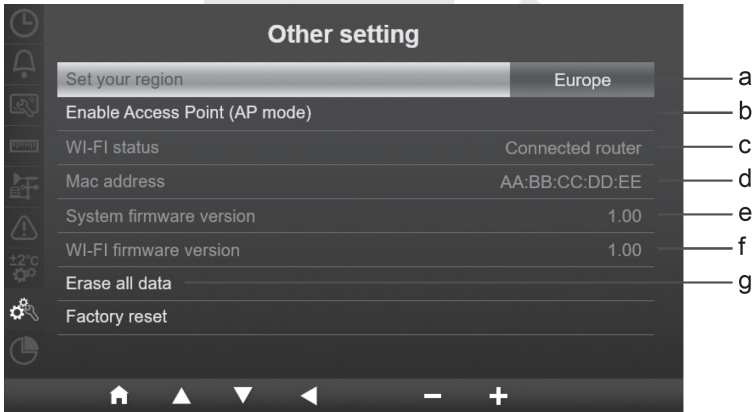 Other setting
Set your region Europe a
Enable Access Point (AP mode) b
WI-FI status Connected router c
Mac address AA:BB:CC:DD:EE d
System firmware version 1.00 e
±2°C
WI-FI firmware version 1.00 f
Erase all data g
Factory reset